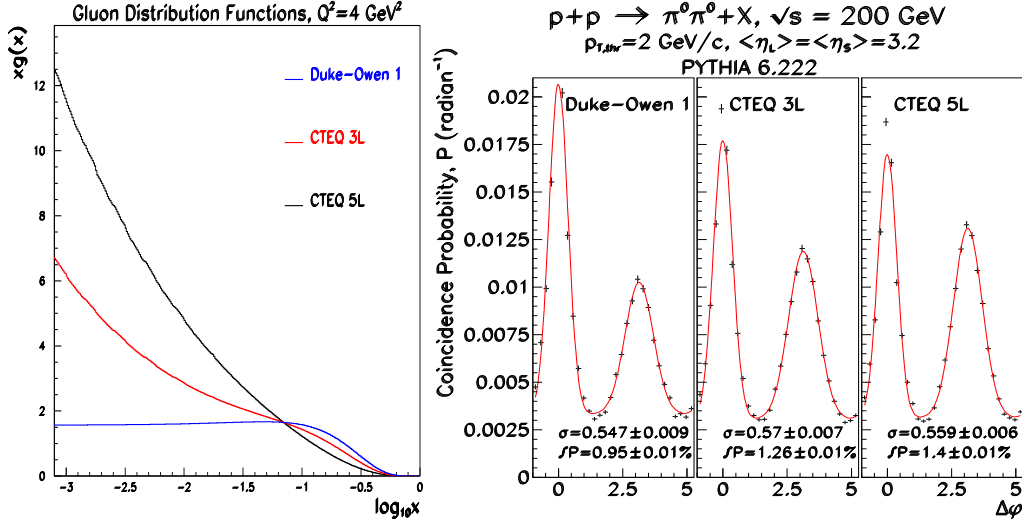 Gluon Distribution Functions, Q²=4 GeV²
xg(x)
12
10
8
6
4
2
0
Duke-Owen 1
CTEQ 3L
CTEQ 5L
-3 -2.5 -2 -1.5 -1 -0.5 0
log₁₀x
p+p → π⁰π⁰+X, √s = 200 GeV
p_T,thr=2 GeV/c, <η_L>=<η_S>=3.2
PYTHIA 6.222
Coincidence Probability, P (radian⁻¹)
0.02
0.0175
0.015
0.0125
0.01
0.0075
0.005
0.0025
0
Duke-Owen 1
σ=0.547±0.009
∫P=0.95±0.01%
0 2.5 5
CTEQ 3L
σ=0.57±0.007
∫P=1.26±0.01%
0 2.5 5
CTEQ 5L
σ=0.559±0.006
∫P=1.4±0.01%
0 2.5 5
Δφ